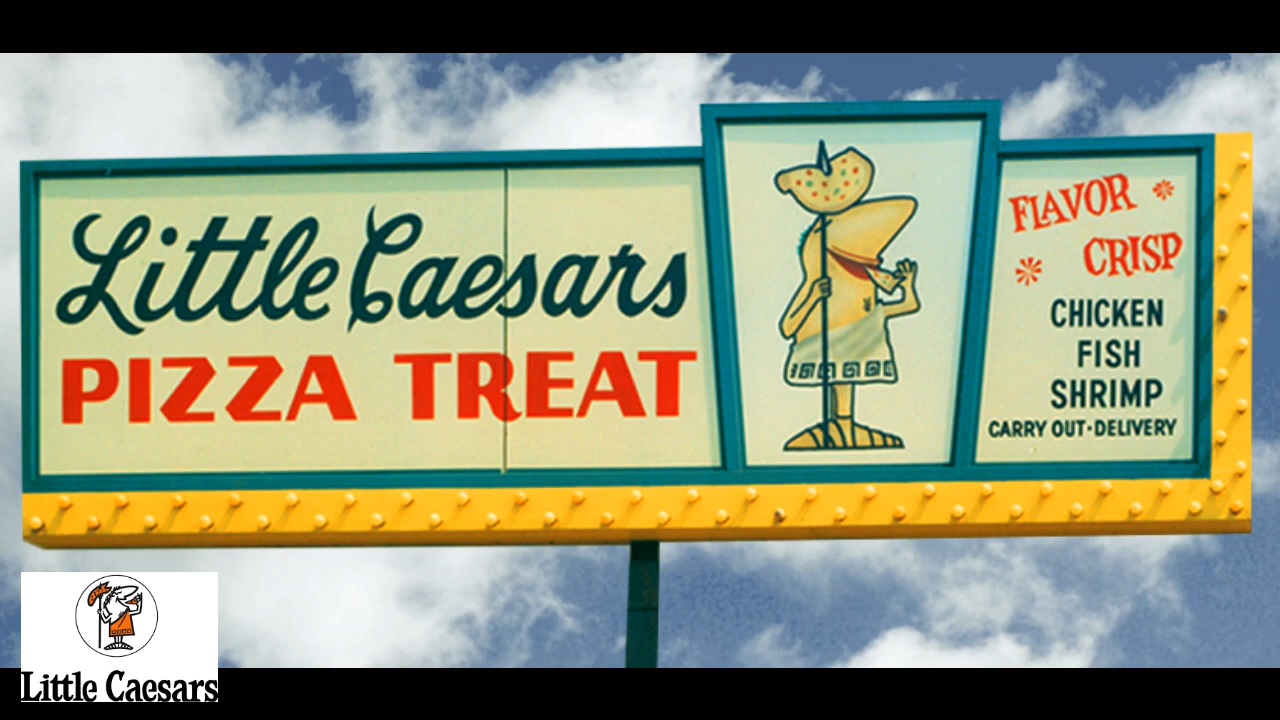 Little Caesars
PIZZA TREAT
FLAVOR
CRISP
CHICKEN
FISH
SHRIMP
CARRY OUT·DELIVERY
Little Caesars